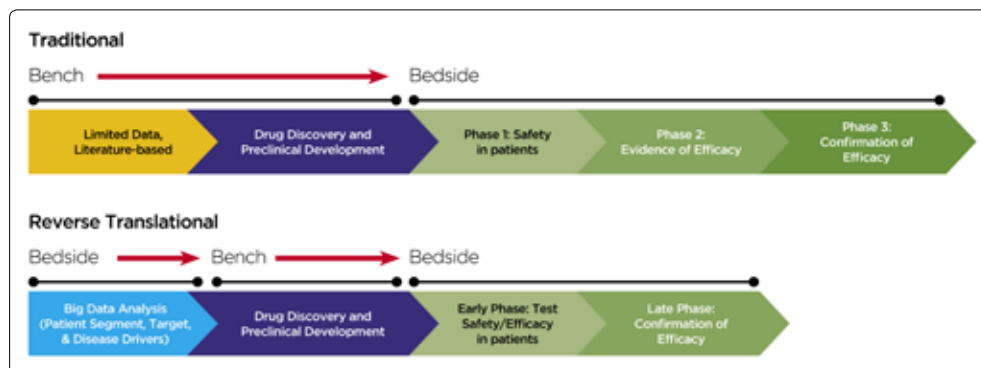 Traditional
Bench
Bedside
Limited Data,
Literature-based
Drug Discovery and
Preclinical Development
Phase 1: Safety
in patients
Phase 2:
Evidence of Efficacy
Phase 3:
Confirmation of
Efficacy
Reverse Translational
Bedside
Bench
Bedside
Big Data Analysis
(Patient Segment, Target,
& Disease Drivers)
Drug Discovery and
Preclinical Development
Early Phase: Test
Safety/Efficacy
in patients
Late Phase:
Confirmation of
Efficacy